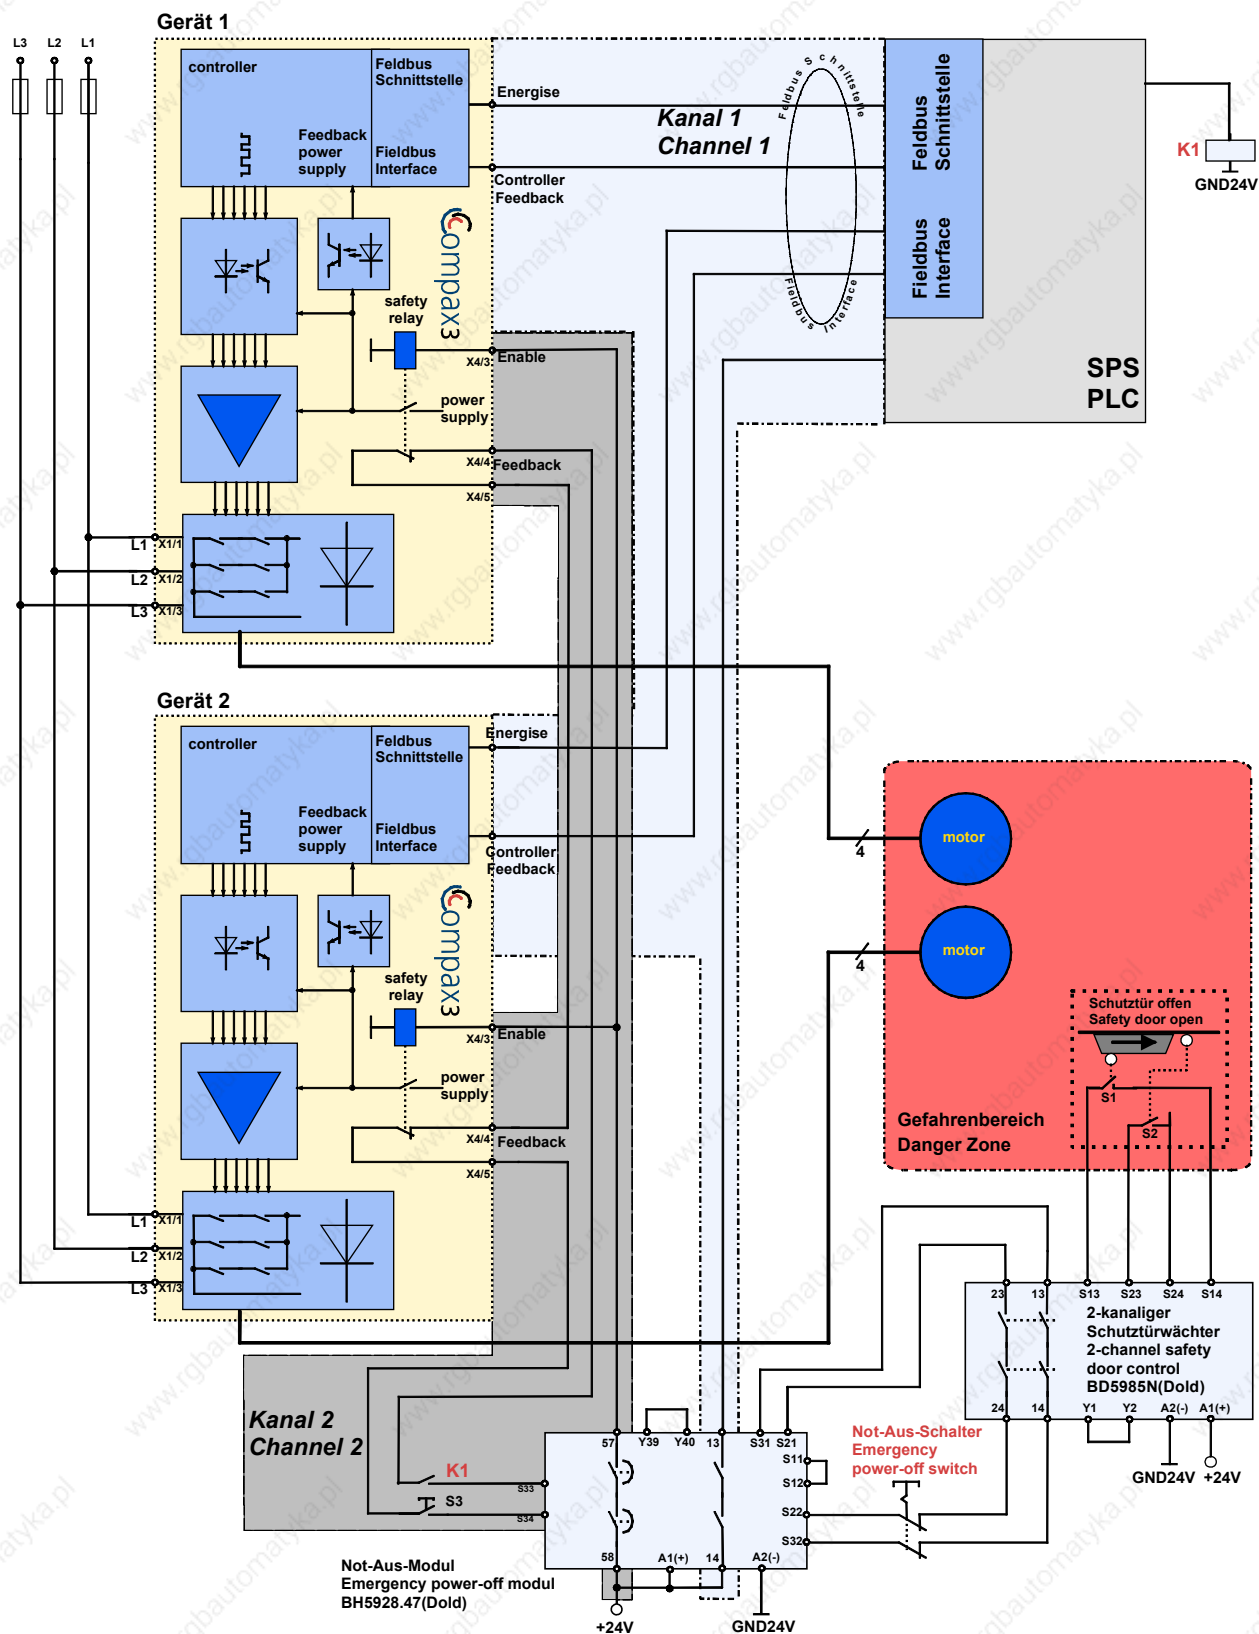 Gerät 1
L3 L2 L1
controller
Feldbus
Schnittstelle
Feedback
power
supply
Fieldbus
Interface
Energise
Controller
Feedback
Kanal 1
Channel 1
Feldbus Schnittstelle
Fieldbus Interface
Feldbus
Schnittstelle
Fieldbus
Interface
SPS
PLC
K1
GND24V
Compax3
safety
relay
X4/3
Enable
power
supply
X4/4
Feedback
X4/5
L1 X1/1
L2 X1/2
L3 X1/3
Gerät 2
controller
Feldbus
Schnittstelle
Feedback
power
supply
Fieldbus
Interface
Energise
Controller
Feedback
Compax3
safety
relay
X4/3
Enable
power
supply
X4/4
Feedback
X4/5
L1 X1/1
L2 X1/2
L3 X1/3
4
motor
4
motor
Schutztür offen
Safety door open
S1
S2
Gefahrenbereich
Danger Zone
23 13 S13 S23 S24 S14
2-kanaliger
Schutztürwächter
2-channel safety
door control
BD5985N(Dold)
24 14 Y1 Y2 A2(-) A1(+)
GND24V +24V
Kanal 2
Channel 2
K1
S3
S33
S34
57 Y39 Y40 13 S31 S21
S11
S12
S22
S32
58 A1(+) 14 A2(-)
Not-Aus-Schalter
Emergency
power-off switch
Not-Aus-Modul
Emergency power-off modul
BH5928.47(Dold)
+24V
GND24V
www.rgbautomatyka.pl